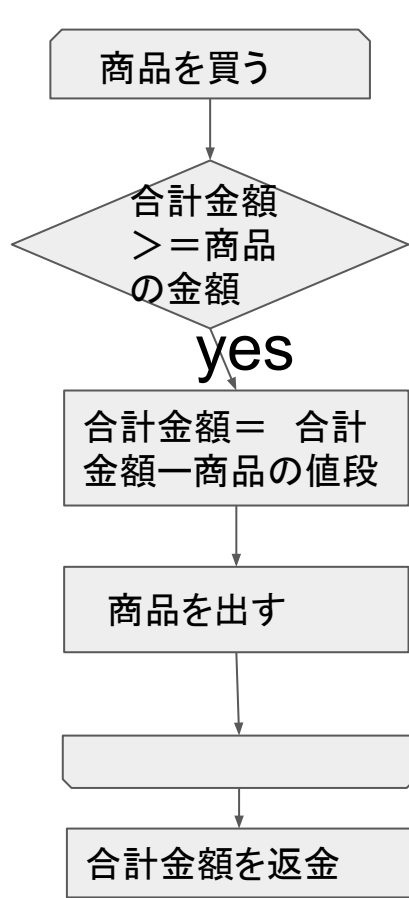 商品を買う
合計金額
＞＝商品
の金額
yes
合計金額＝　合計
金額ー商品の値段
商品を出す
合計金額を返金